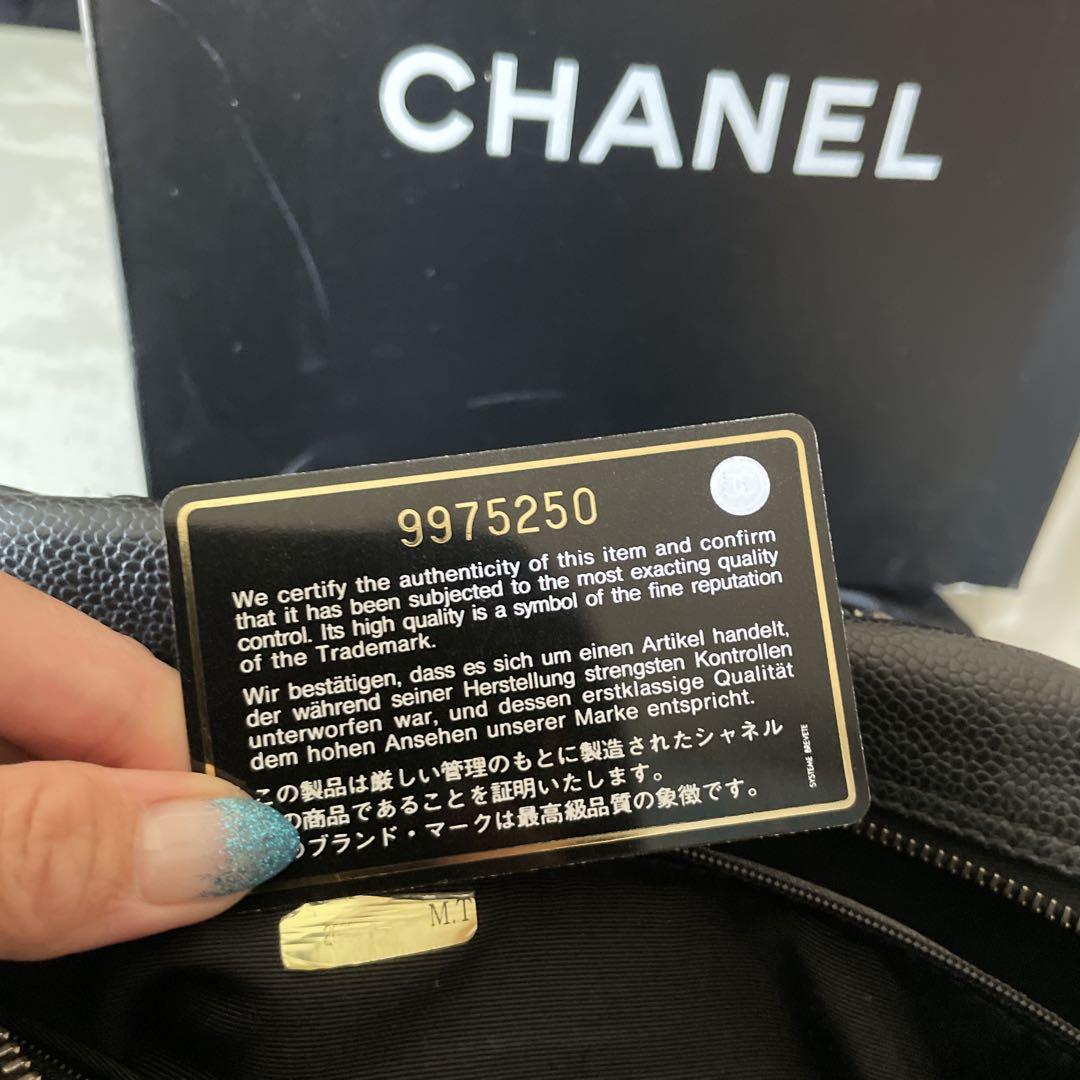 CHANEL
9975250
We certify the authenticity of this item and confirm
that it has been subjected to the most exacting quality
control. Its high quality is a symbol of the fine reputation
of the Trademark.
Wir bestätigen, dass es sich um einen Artikel handelt,
der während seiner Herstellung strengsten Kontrollen
unterworfen war, und dessen erstklassige Qualität
dem hohen Ansehen unserer Marke entspricht.
この製品は厳しい管理のもとに製造されたシャネル
の商品であることを証明いたします。
ブランド・マークは最高級品質の象徴です。
SYSTEME BREVETE
M.T